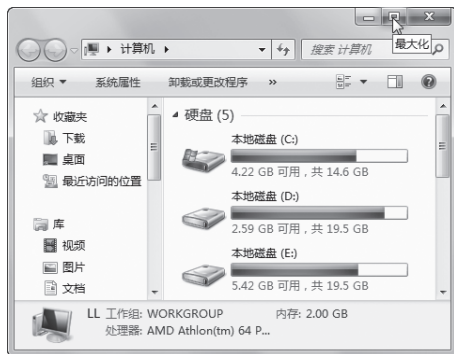 计算机
搜索 计算机
最大化
组织 系统属性 卸载或更改程序 »
收藏夹
下载
桌面
最近访问的位置
库
视频
图片
文档
硬盘 (5)
本地磁盘 (C:)
4.22 GB 可用，共 14.6 GB
本地磁盘 (D:)
2.59 GB 可用，共 19.5 GB
本地磁盘 (E:)
5.42 GB 可用，共 19.5 GB
LL 工作组: WORKGROUP 内存: 2.00 GB
处理器: AMD Athlon(tm) 64 P...